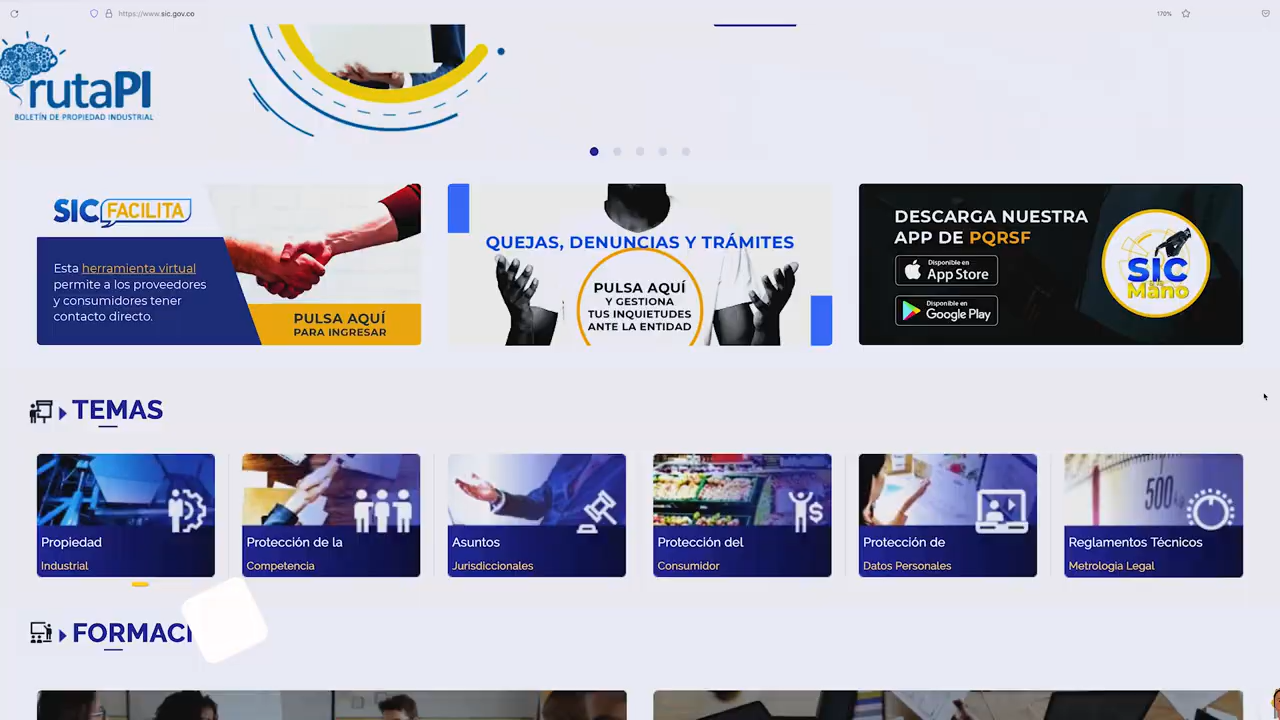 https://www.sic.gov.co
170%
rutaPI
BOLETÍN DE PROPIEDAD INDUSTRIAL
SIC FACILITA
Esta herramienta virtual
permite a los proveedores
y consumidores tener
contacto directo.
PULSA AQUÍ
PARA INGRESAR
QUEJAS, DENUNCIAS Y TRÁMITES
PULSA AQUÍ
Y GESTIONA
TUS INQUIETUDES
ANTE LA ENTIDAD
DESCARGA NUESTRA
APP DE PQRSF
Disponible en
App Store
Disponible en
Google Play
SIC
Mano
TEMAS
Propiedad
Industrial
Protección de la
Competencia
Asuntos
Jurisdiccionales
Protección del
Consumidor
Protección de
Datos Personales
500
Reglamentos Técnicos
Metrologia Legal
FORMACI